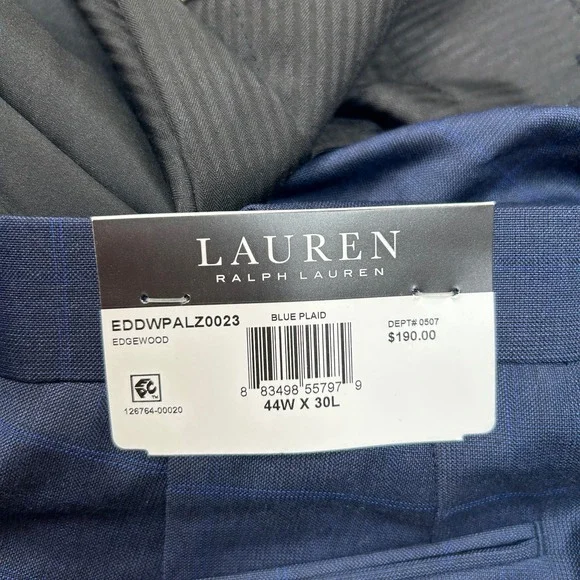 LAUREN
RALPH LAUREN
EDDWPALZ0023
EDGEWOOD
BLUE PLAID
DEPT# 0507
$190.00
8 83498 55797 9
44W X 30L
126764-00020